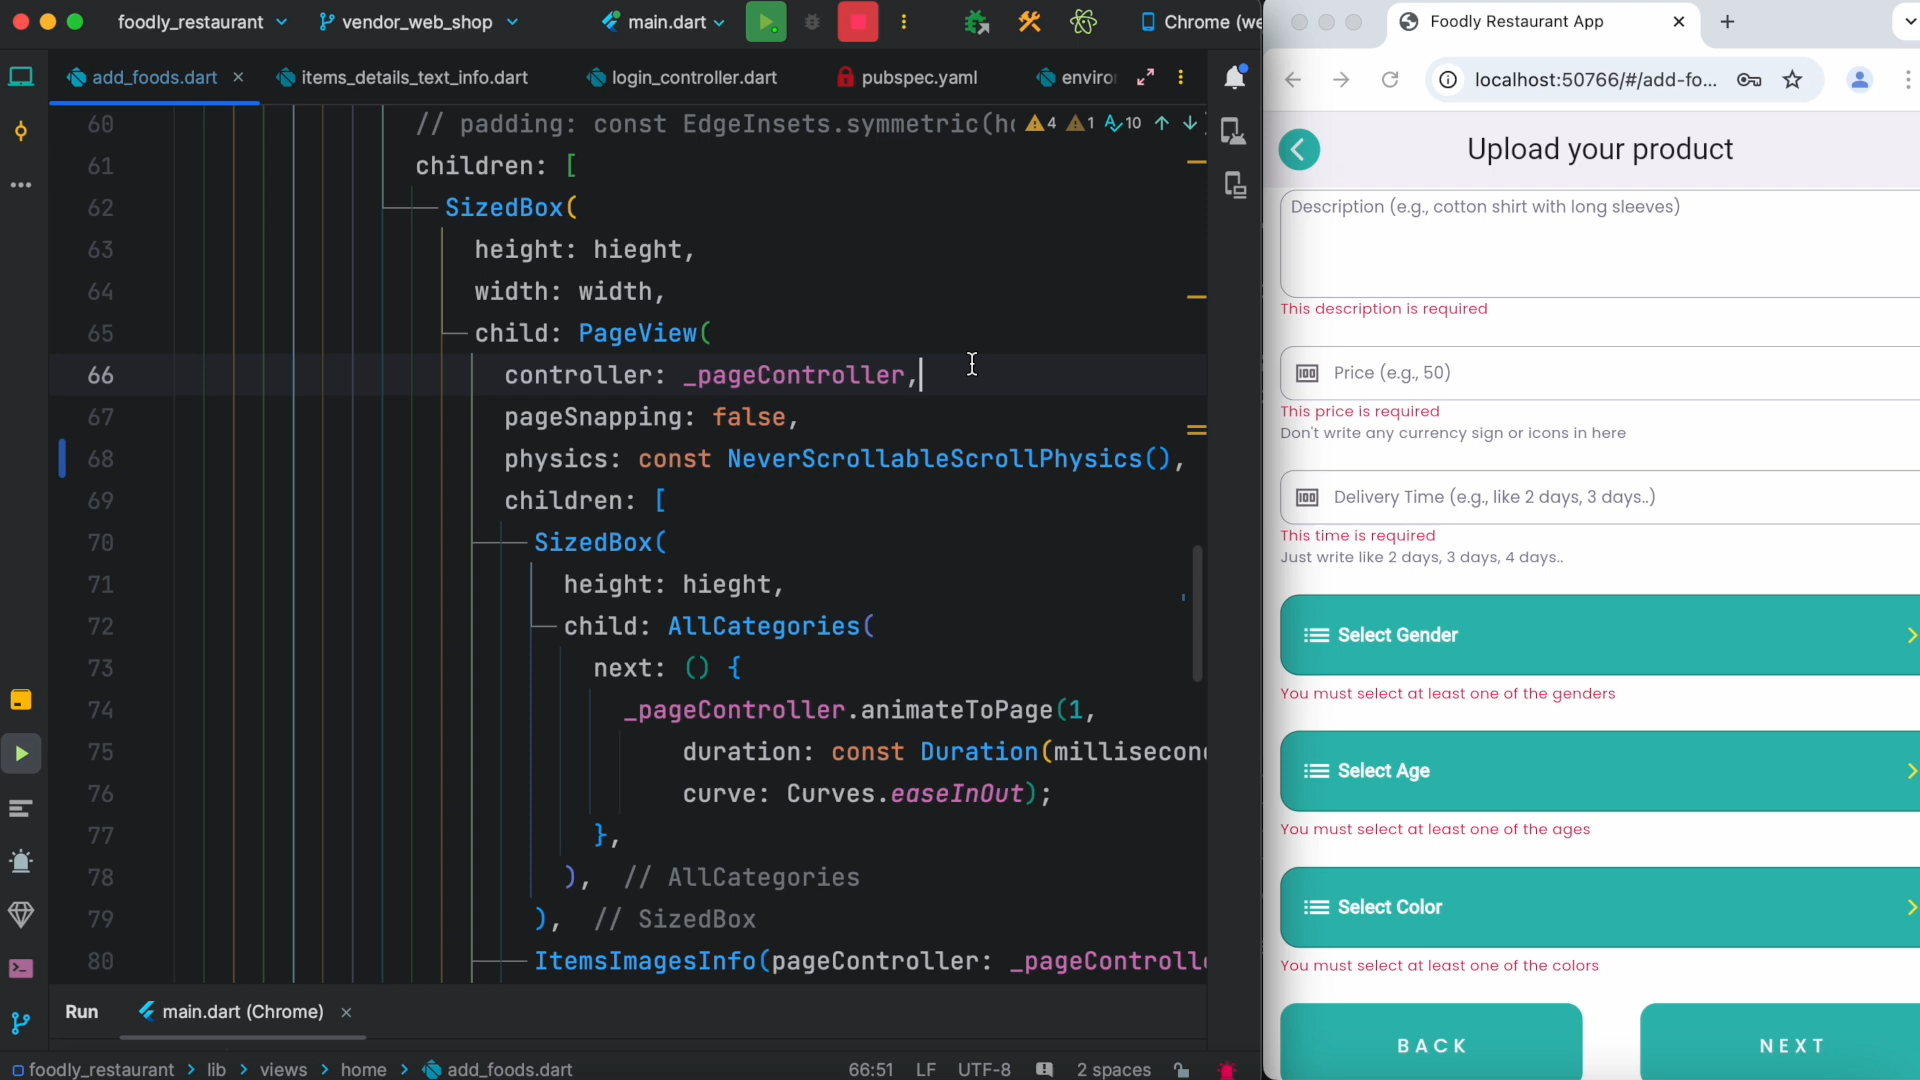 foodly_restaurant
vendor_web_shop
main.dart
Chrome (we
add_foods.dart
items_details_text_info.dart
login_controller.dart
pubspec.yaml
enviro
4 1 10
60 // padding: const EdgeInsets.symmetric(ho
61 children: [
62 SizedBox(
63 height: hieght,
64 width: width,
65 child: PageView(
66 controller: _pageController,
67 pageSnapping: false,
68 physics: const NeverScrollableScrollPhysics(),
69 children: [
70 SizedBox(
71 height: hieght,
72 child: AllCategories(
73 next: () {
74 _pageController.animateToPage(1,
75 duration: const Duration(millisecon
76 curve: Curves.easeInOut);
77 },
78 ), // AllCategories
79 ), // SizedBox
80 ItemsImagesInfo(pageController: _pageControll
Run
main.dart (Chrome)
foodly_restaurant > lib > views > home > add_foods.dart
66:51 LF UTF-8 2 spaces
Foodly Restaurant App
localhost:50766/#/add-fo...
Upload your product
Description (e.g., cotton shirt with long sleeves)
This description is required
Price (e.g., 50)
This price is required
Don't write any currency sign or icons in here
Delivery Time (e.g., like 2 days, 3 days..)
This time is required
Just write like 2 days, 3 days, 4 days..
Select Gender
You must select at least one of the genders
Select Age
You must select at least one of the ages
Select Color
You must select at least one of the colors
BACK
NEXT